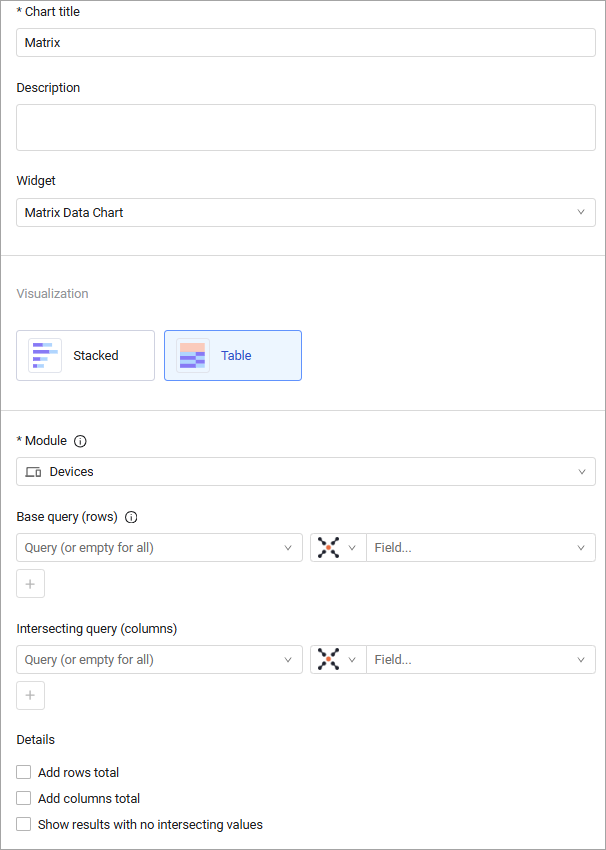 * Chart title
Matrix
Description
Widget
Matrix Data Chart
Visualization
Stacked
Table
* Module
Devices
Base query (rows)
Query (or empty for all)
Field...
Intersecting query (columns)
Query (or empty for all)
Field...
Details
Add rows total
Add columns total
Show results with no intersecting values